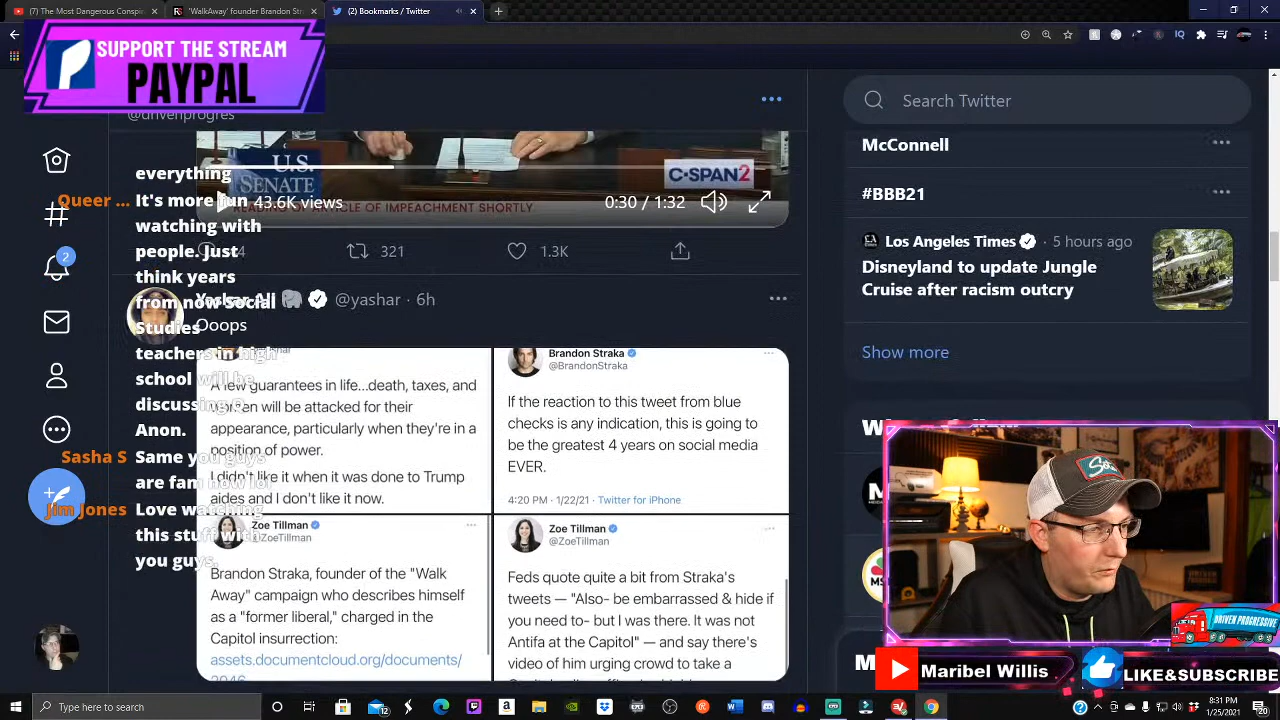 (7) The Most Dangerous Conspi
'WalkAway' founder Brandon St
(2) Bookmarks / Twitter
SUPPORT THE STREAM
PAYPAL
@drivenprogres
Search Twitter
U.S.
SENATE
C-SPAN2
43.6K views
0:30 / 1:32
READING OF ARTICLE OF IMPEACHMENT SHORTLY.
321
1.3K
Yashar Ali @yashar · 6h
Ooops
A few guarantees in life...death, taxes, and
women will be attacked for their
appearance, particularly when they're in a
position of power.
I didn't like it when it was done to Trump
aides and I don't like it now.
Brandon Straka
@BrandonStraka
If the reaction to this tweet from blue
checks is any indication, this is going to
be the greatest 4 years on social media
EVER.
4:20 PM · 1/22/21 · Twitter for iPhone
Zoe Tillman
@ZoeTillman
Brandon Straka, founder of the "Walk
Away" campaign who describes himself
as a "former liberal," charged in the
Capitol insurrection:
assets.documentcloud.org/documents/
Zoe Tillman
@ZoeTillman
Feds quote quite a bit from Straka's
tweets — "Also- be embarrassed & hide if
you need to- but I was there. It was not
Antifa at the Capitol" — and say there's
video of him urging crowd to take a
everything
Queer ... It's more fun
watching with
people. Just
think years
from now Social
Studies
teachers in high
school will be
discussing Q
Anon.
Sasha S Same you guys
are fam now lol
Jim Jones Love watching
this stuff with
you guys.
2
McConnell
#BBB21
Los Angeles Times · 5 hours ago
Disneyland to update Jungle
Cruise after racism outcry
Show more
DRIVEN PROGRESSIVE
Maribel Willis
LIKE&SUBSCRIBE
Type here to search
8:31 PM
1/25/2021